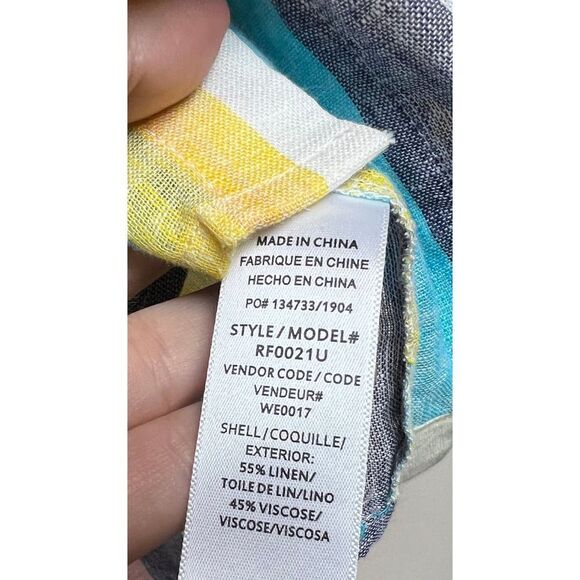 MADE IN CHINA
FABRIQUE EN CHINE
HECHO EN CHINA
PO# 134733/1904
STYLE / MODEL#
RF0021U
VENDOR CODE / CODE
VENDEUR#
WE0017
SHELL/COQUILLE/
EXTERIOR:
55% LINEN/
TOILE DE LIN/LINO
45% VISCOSE/
VISCOSE/VISCOSA